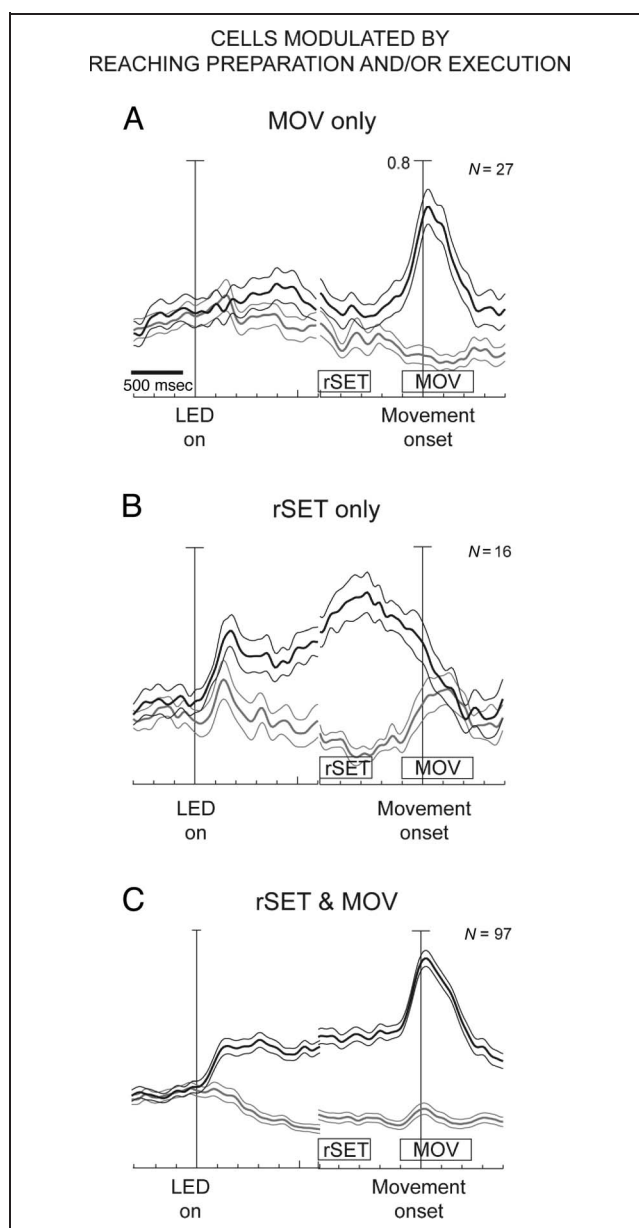 CELLS MODULATED BY
REACHING PREPARATION AND/OR EXECUTION
A MOV only
0.8
N = 27
500 msec
rSET MOV
LED
on
Movement
onset
B rSET only
N = 16
rSET MOV
LED
on
Movement
onset
C rSET & MOV
N = 97
rSET MOV
LED
on
Movement
onset